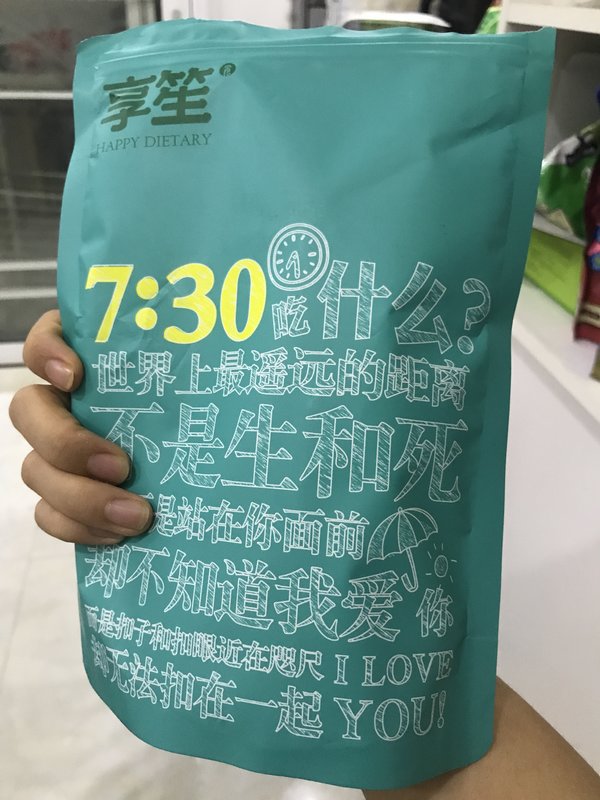 享笙
HAPPY DIETARY
7:30吃什么?
世界上最遥远的距离
不是生和死
是站在你面前
却不知道我爱你
而是扣子和扣眼近在咫尺
却无法扣在一起
I LOVE
YOU!